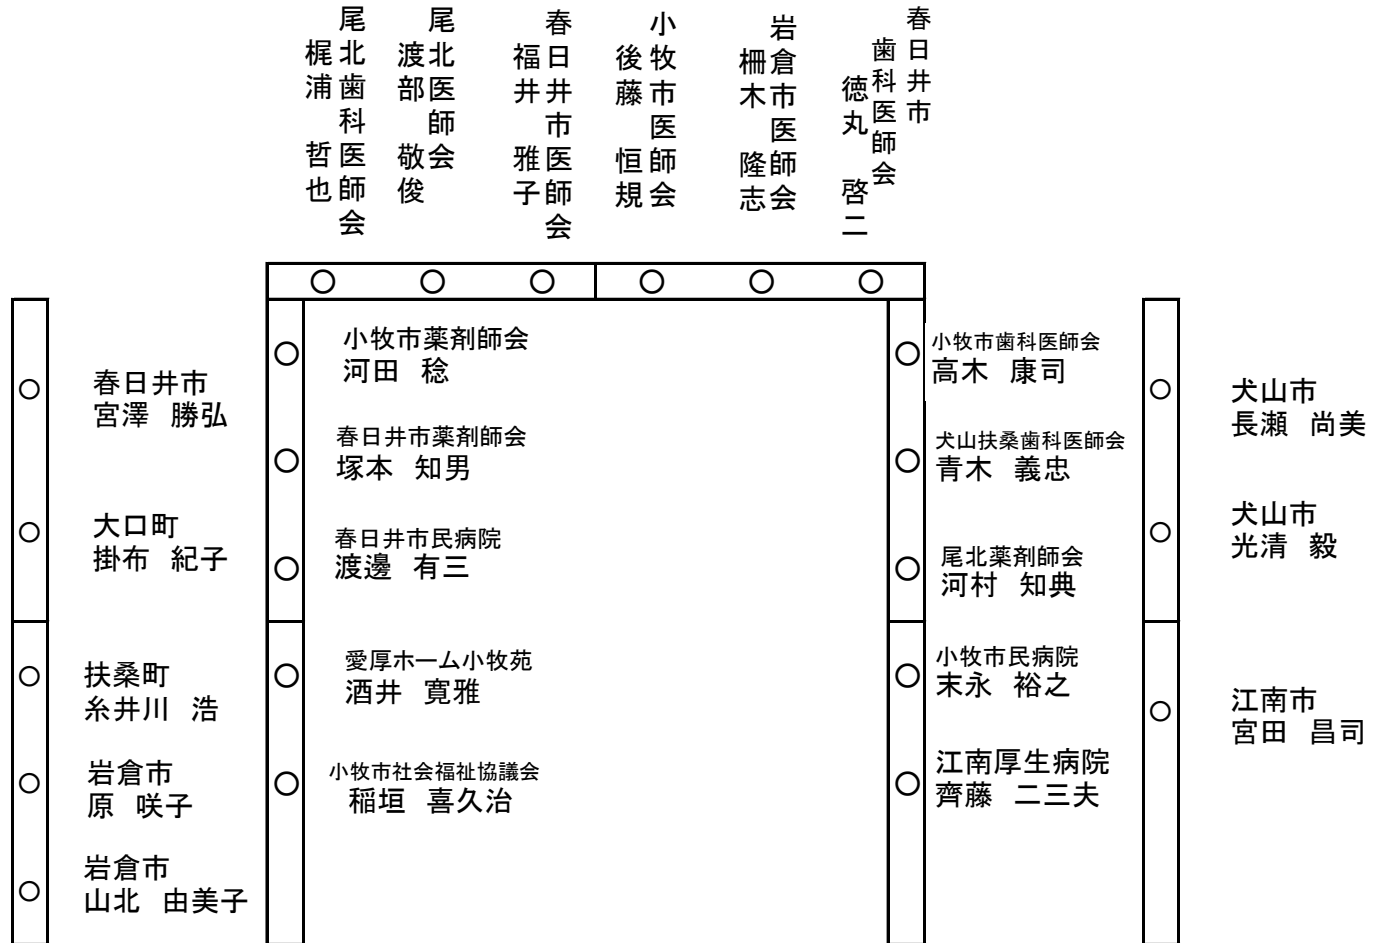 尾北歯科医師会
梶浦　哲也
尾北医師会
渡部　敬俊
春日井市医師会
福井　雅子
小牧市医師会
後藤　恒規
岩倉市医師会
柵木　隆志
春日井市
歯科医師会
徳丸　啓二
春日井市
宮澤　勝弘
大口町
掛布　紀子
扶桑町
糸井川　浩
岩倉市
原　咲子
岩倉市
山北　由美子
小牧市薬剤師会
河田　稔
春日井市薬剤師会
塚本　知男
春日井市民病院
渡邊　有三
愛厚ホーム小牧苑
酒井　寛雅
小牧市社会福祉協議会
稲垣　喜久治
小牧市歯科医師会
高木　康司
犬山扶桑歯科医師会
青木　義忠
尾北薬剤師会
河村　知典
小牧市民病院
末永　裕之
江南厚生病院
齊藤　二三夫
犬山市
長瀬　尚美
犬山市
光清　毅
江南市
宮田　昌司